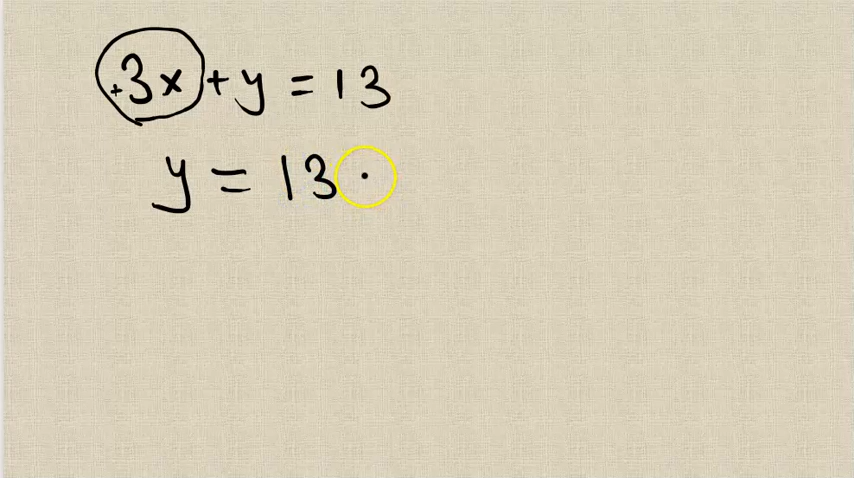 +3x + y = 13
y = 13